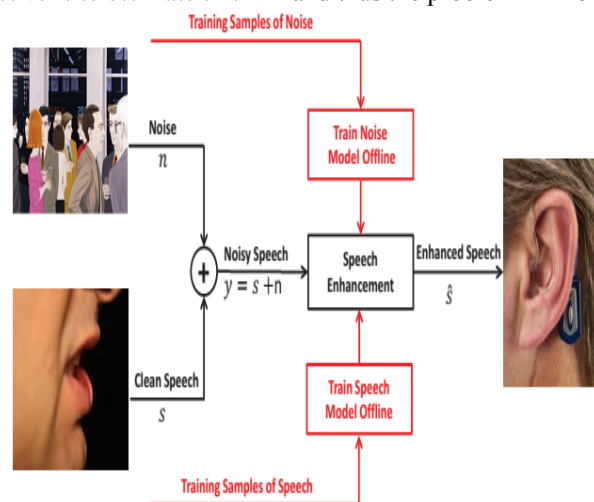 Training Samples of Noise
Noise
n
Train Noise
Model Offline
+
Noisy Speech
y = s +n
Speech
Enhancement
Enhanced Speech
ŝ
Clean Speech
s
Train Speech
Model Offline
Training Samples of Speech